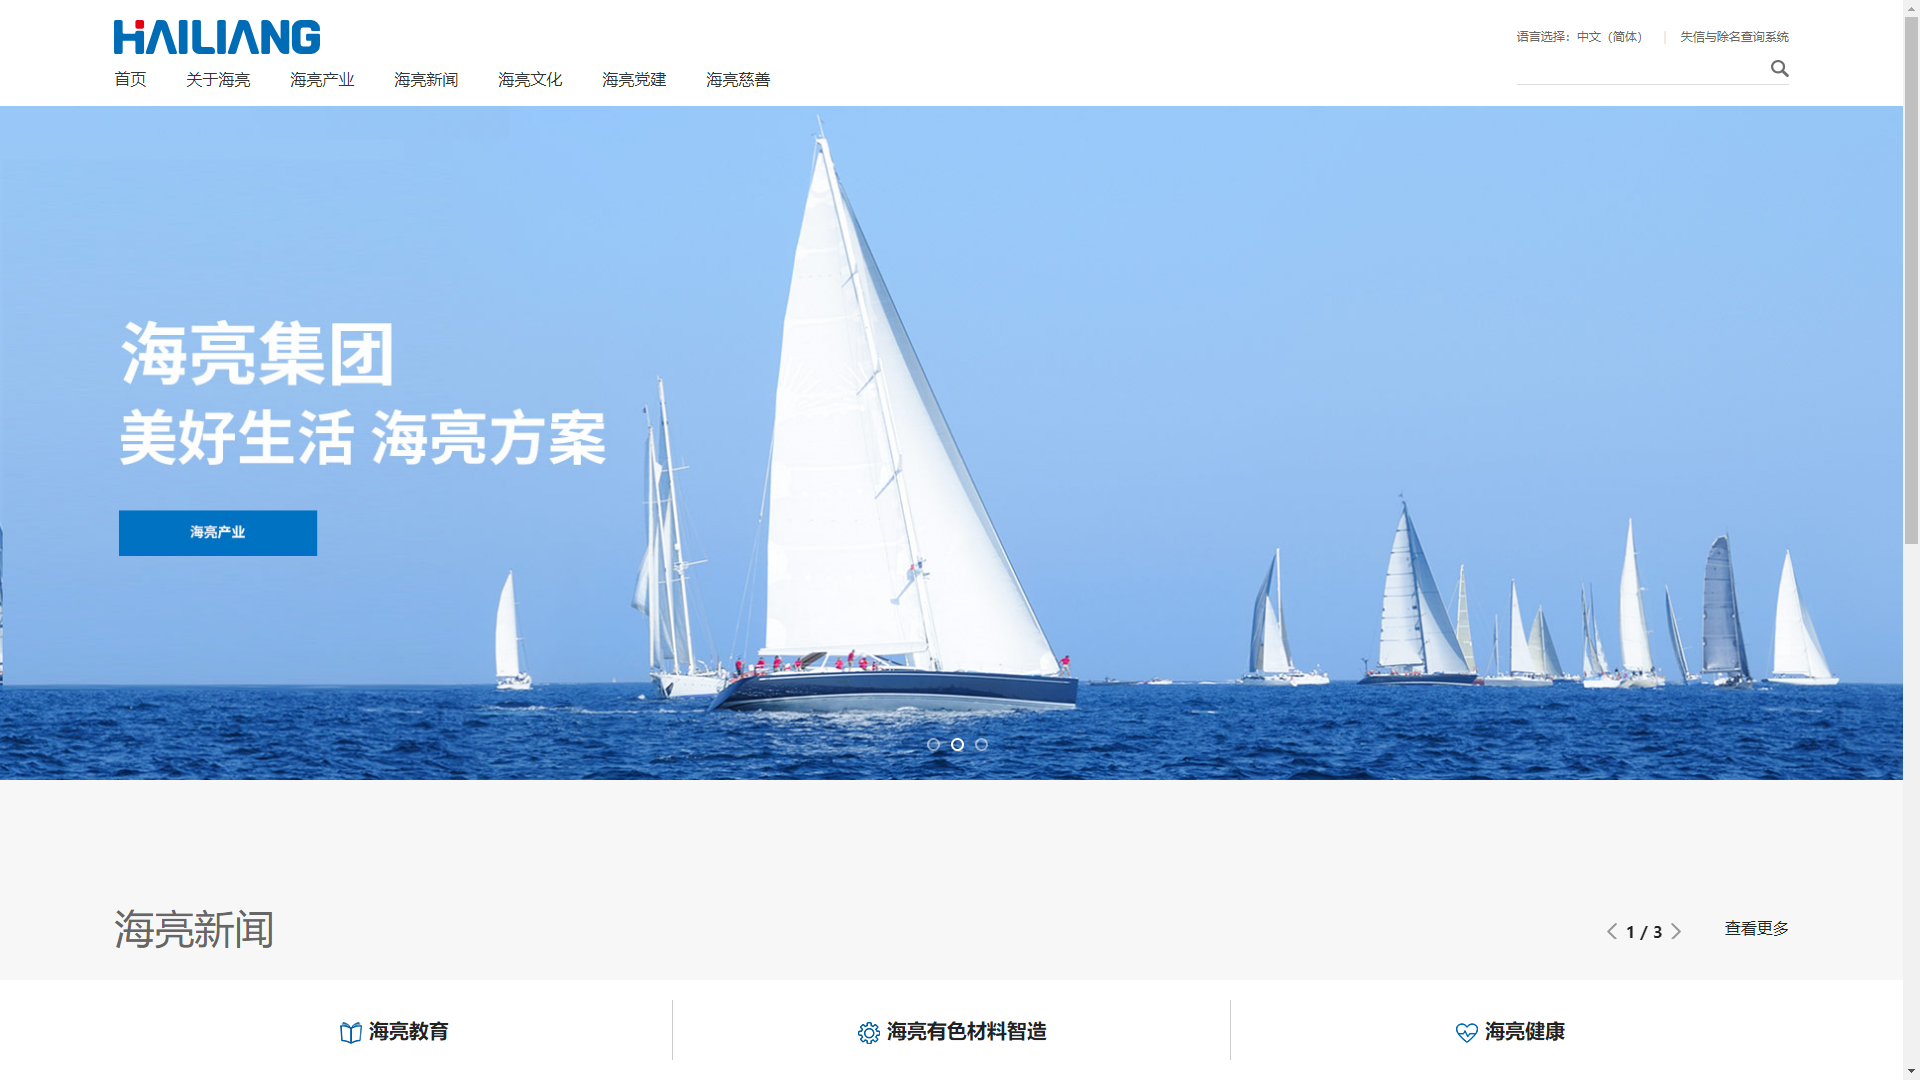 HAILIANG
语言选择：中文（简体）
失信与除名查询系统
首页 关于海亮 海亮产业 海亮新闻 海亮文化 海亮党建 海亮慈善
海亮集团
美好生活 海亮方案
海亮产业
海亮新闻
1 / 3
查看更多
海亮教育
海亮有色材料智造
海亮健康